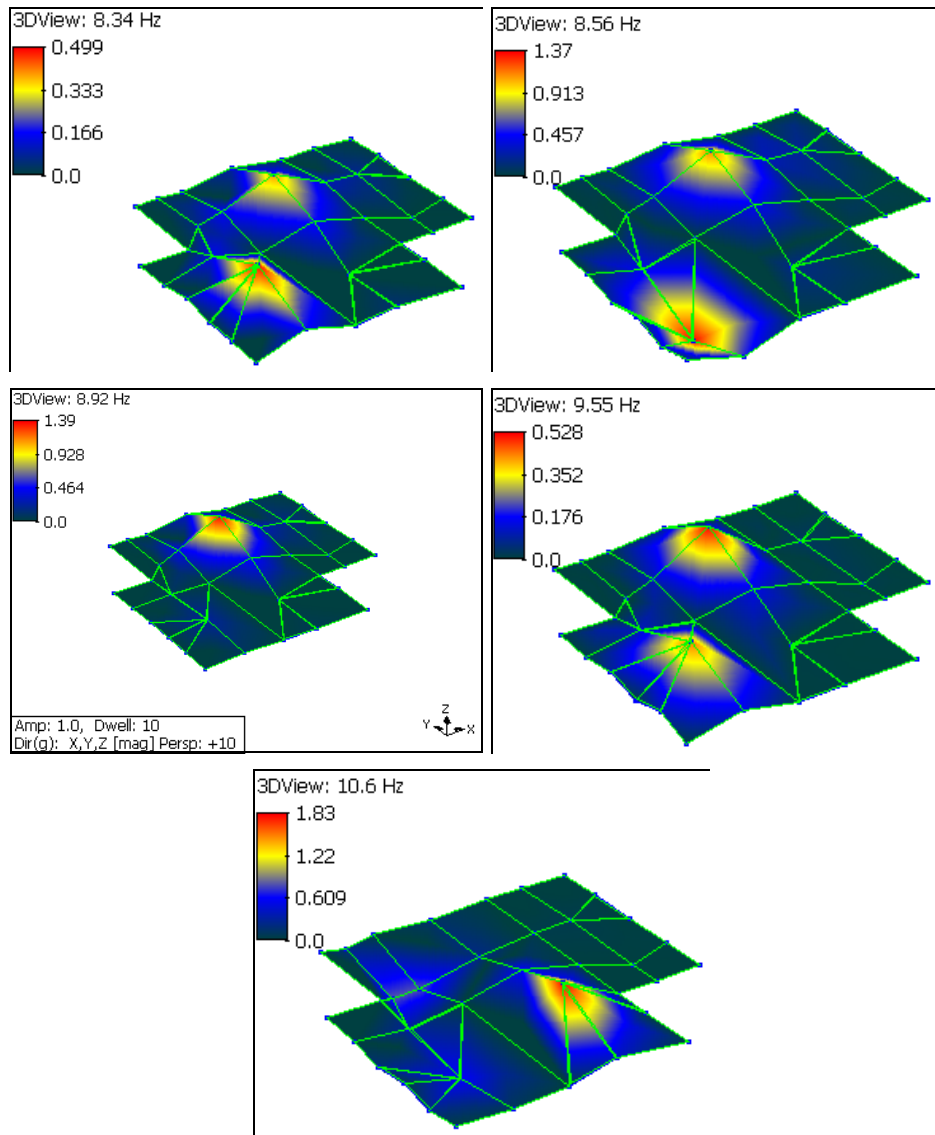 3DView: 8.34 Hz
0.499
0.333
0.166
0.0
3DView: 8.56 Hz
1.37
0.913
0.457
0.0
3DView: 8.92 Hz
1.39
0.928
0.464
0.0
Amp: 1.0, Dwell: 10
Dir(g): X,Y,Z [mag] Persp: +10
Z
Y X
3DView: 9.55 Hz
0.528
0.352
0.176
0.0
3DView: 10.6 Hz
1.83
1.22
0.609
0.0